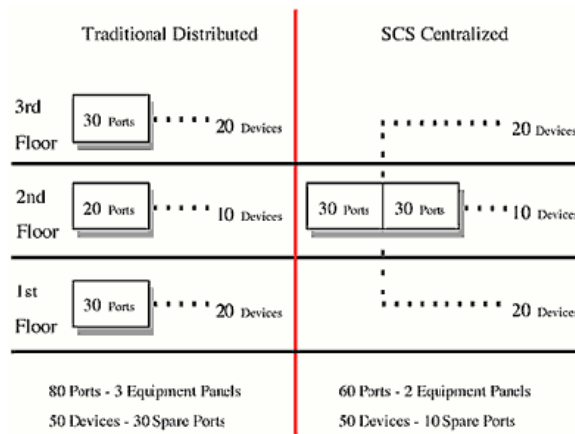 Traditional Distributed
SCS Centralized
3rd
Floor
30 Ports
20 Devices
20 Devices
2nd
Floor
20 Ports
10 Devices
30 Ports
30 Ports
10 Devices
1st
Floor
30 Ports
20 Devices
20 Devices
80 Ports - 3 Equipment Panels
50 Devices - 30 Spare Ports
60 Ports - 2 Equipment Panels
50 Devices - 10 Spare Ports